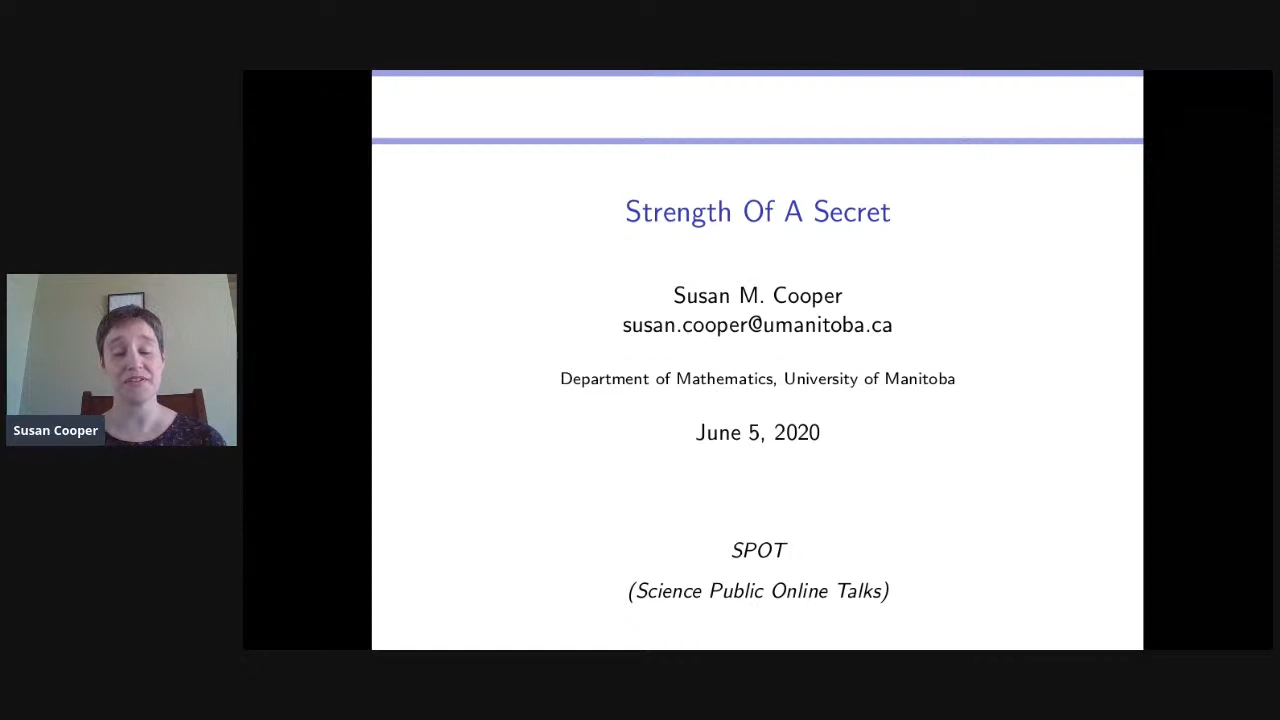 Strength Of A Secret
Susan M. Cooper
susan.cooper@umanitoba.ca
Department of Mathematics, University of Manitoba
June 5, 2020
SPOT
(Science Public Online Talks)
Susan Cooper